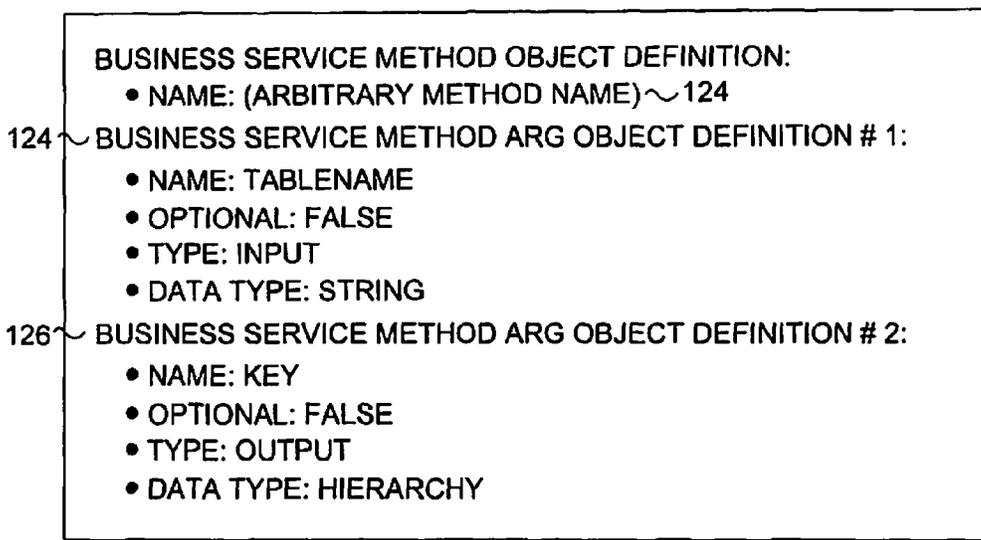 BUSINESS SERVICE METHOD OBJECT DEFINITION:
• NAME: (ARBITRARY METHOD NAME) 124
124 BUSINESS SERVICE METHOD ARG OBJECT DEFINITION # 1:
• NAME: TABLENAME
• OPTIONAL: FALSE
• TYPE: INPUT
• DATA TYPE: STRING
126 BUSINESS SERVICE METHOD ARG OBJECT DEFINITION # 2:
• NAME: KEY
• OPTIONAL: FALSE
• TYPE: OUTPUT
• DATA TYPE: HIERARCHY